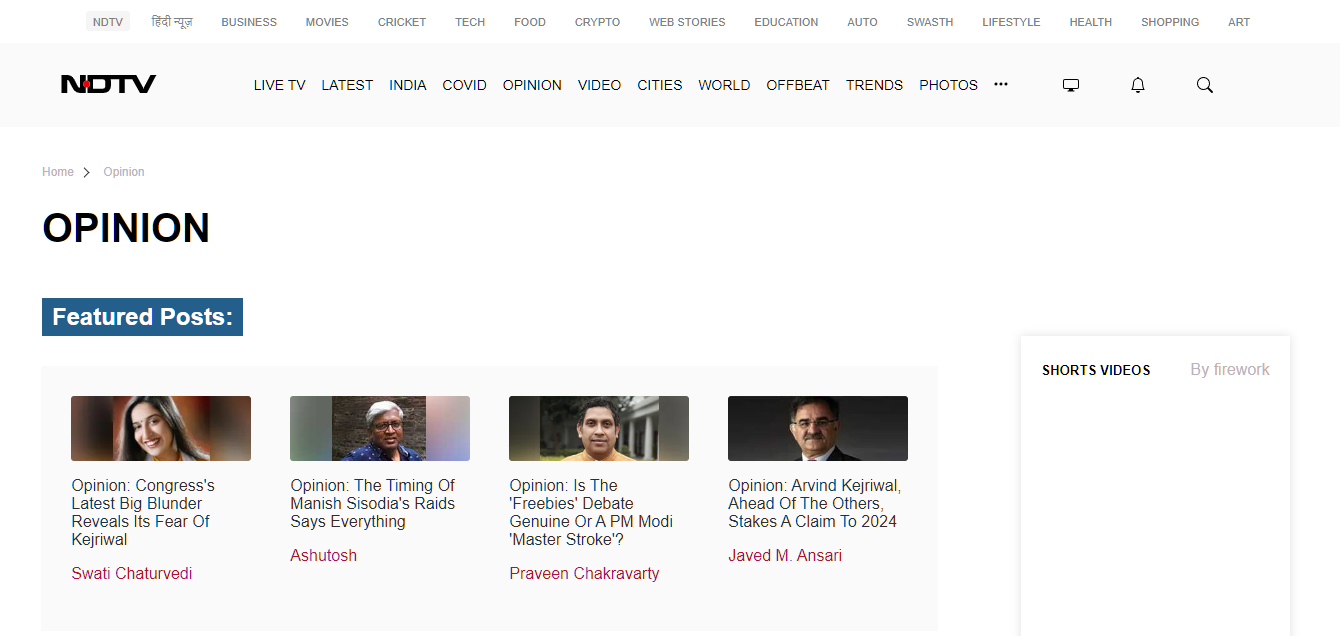 NDTV हिंदी न्यूज़ BUSINESS MOVIES CRICKET TECH FOOD CRYPTO WEB STORIES EDUCATION AUTO SWASTH LIFESTYLE HEALTH SHOPPING ART
NDTV LIVE TV LATEST INDIA COVID OPINION VIDEO CITIES WORLD OFFBEAT TRENDS PHOTOS
Home Opinion
OPINION
Featured Posts:
Opinion: Congress's
Latest Big Blunder
Reveals Its Fear Of
Kejriwal
Swati Chaturvedi
Opinion: The Timing Of
Manish Sisodia's Raids
Says Everything
Ashutosh
Opinion: Is The
'Freebies' Debate
Genuine Or A PM Modi
'Master Stroke'?
Praveen Chakravarty
Opinion: Arvind Kejriwal,
Ahead Of The Others,
Stakes A Claim To 2024
Javed M. Ansari
SHORTS VIDEOS By firework